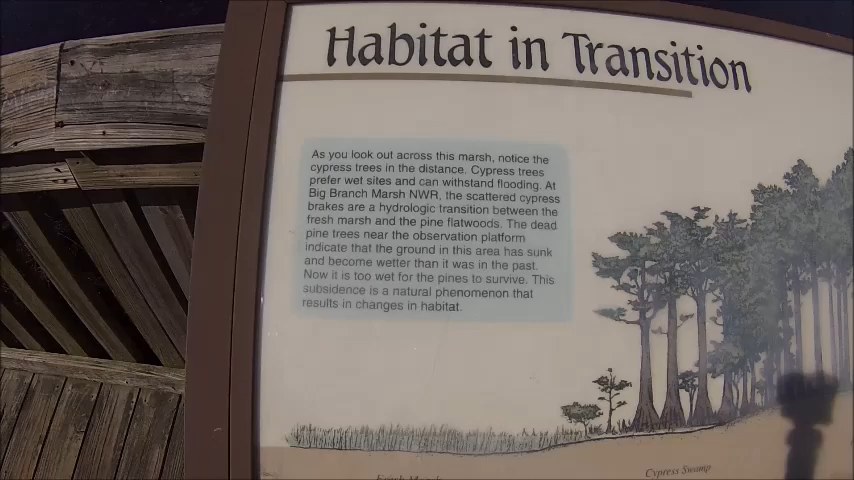 Habitat in Transition
As you look out across this marsh, notice the
cypress trees in the distance. Cypress trees
prefer wet sites and can withstand flooding. At
Big Branch Marsh NWR, the scattered cypress
brakes are a hydrologic transition between the
fresh marsh and the pine flatwoods. The dead
pine trees near the observation platform
indicate that the ground in this area has sunk
and become wetter than it was in the past.
Now it is too wet for the pines to survive. This
subsidence is a natural phenomenon that
results in changes in habitat.
Cypress Swamp